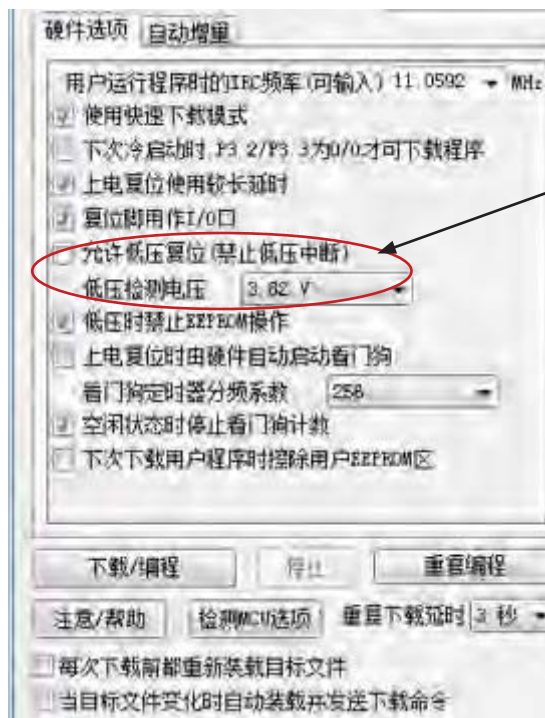 硬件选项 自动增量
用户运行程序时的IRC频率(可输入) 11.0592 MHz
使用快速下载模式
下次冷启动时,P3.2/P3.3为0/0才可下载程序
上电复位使用较长延时
复位脚用作I/O口
允许低压复位(禁止低压中断)
低压检测电压 3.82 V
低压时禁止EEPROM操作
上电复位时由硬件自动启动看门狗
看门狗定时器分频系数 256
空闲状态时停止看门狗计数
下次下载用户程序时擦除用户EEPROM区
下载/编程 停止 重复编程
注意/帮助 检测MCU选项 重复下载延时 3 秒
每次下载前都重新装载目标文件
当目标文件变化时自动装载并发送下载命令